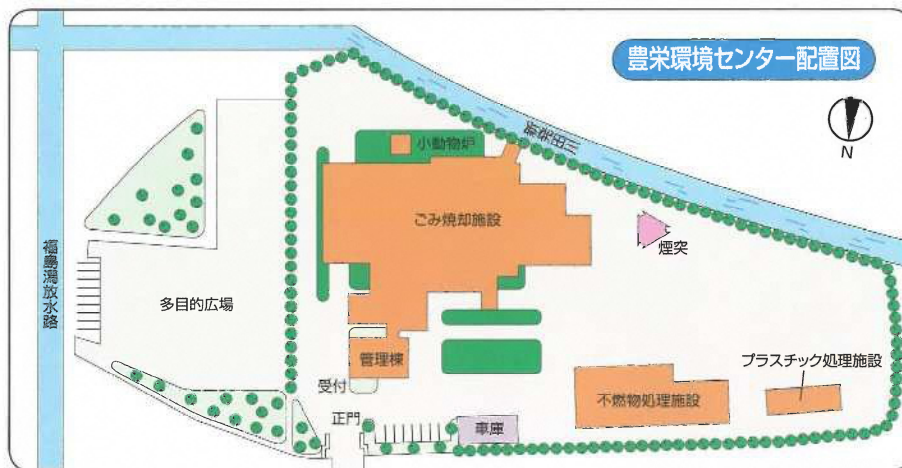 豊栄環境センター配置図
N
小動物炉
ごみ焼却施設
煙突
福島潟放水路
多目的広場
管理棟
プラスチック処理施設
受付
不燃物処理施設
正門
車庫